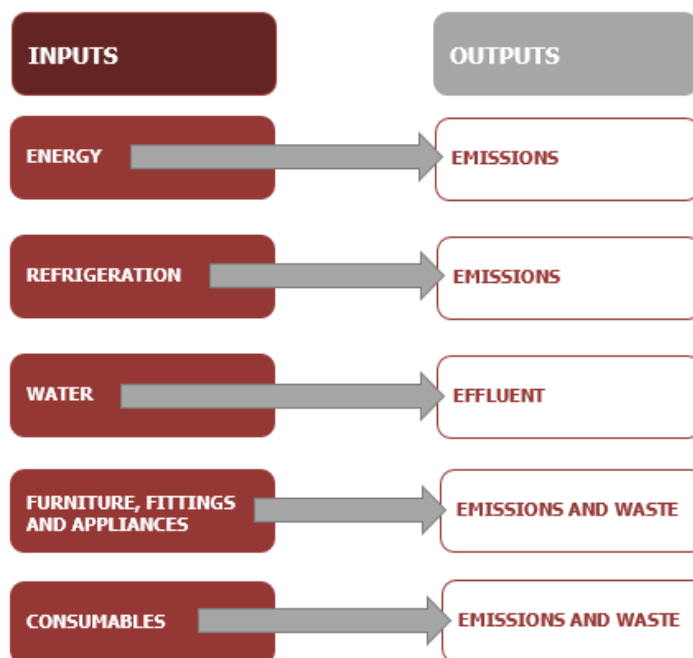 INPUTS
OUTPUTS
ENERGY
EMISSIONS
REFRIGERATION
EMISSIONS
WATER
EFFLUENT
FURNITURE, FITTINGS
AND APPLIANCES
EMISSIONS AND WASTE
CONSUMABLES
EMISSIONS AND WASTE